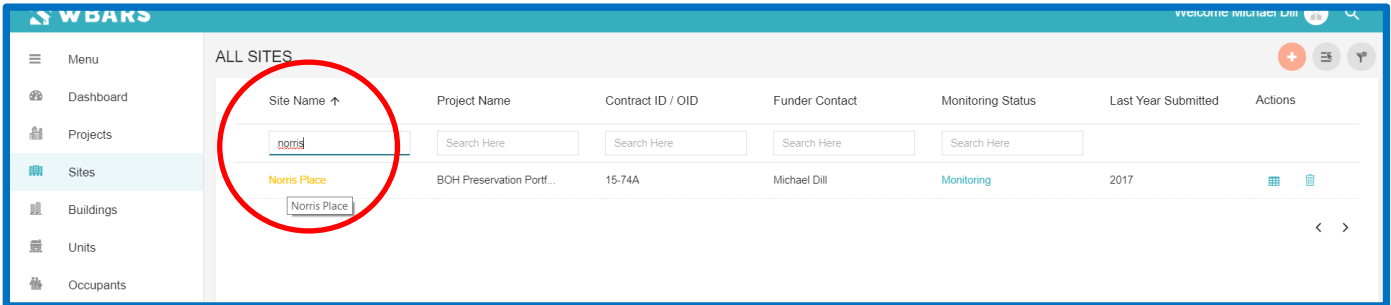 WBARS
Welcome Michael Dill
Menu
ALL SITES
Dashboard
Site Name ↑ Project Name Contract ID / OID Funder Contact Monitoring Status Last Year Submitted Actions
Projects
norris Search Here Search Here Search Here Search Here
Sites
Norris Place BOH Preservation Portf... 15-74A Michael Dill Monitoring 2017
Norris Place
Buildings
Units
Occupants